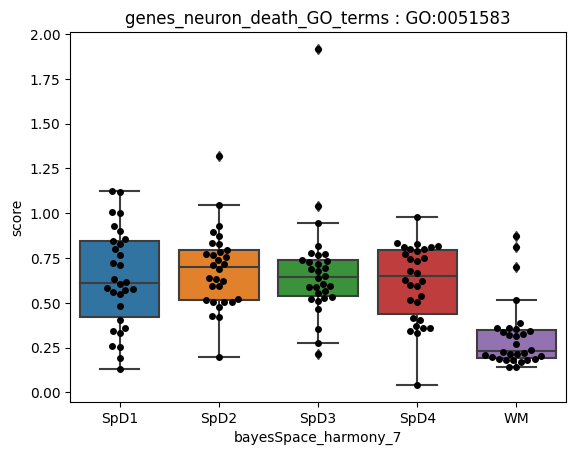 genes_neuron_death_GO_terms : GO:0051583
2.00
1.75
1.50
1.25
1.00
0.75
0.50
0.25
0.00
score
SpD1 SpD2 SpD3 SpD4 WM
bayesSpace_harmony_7